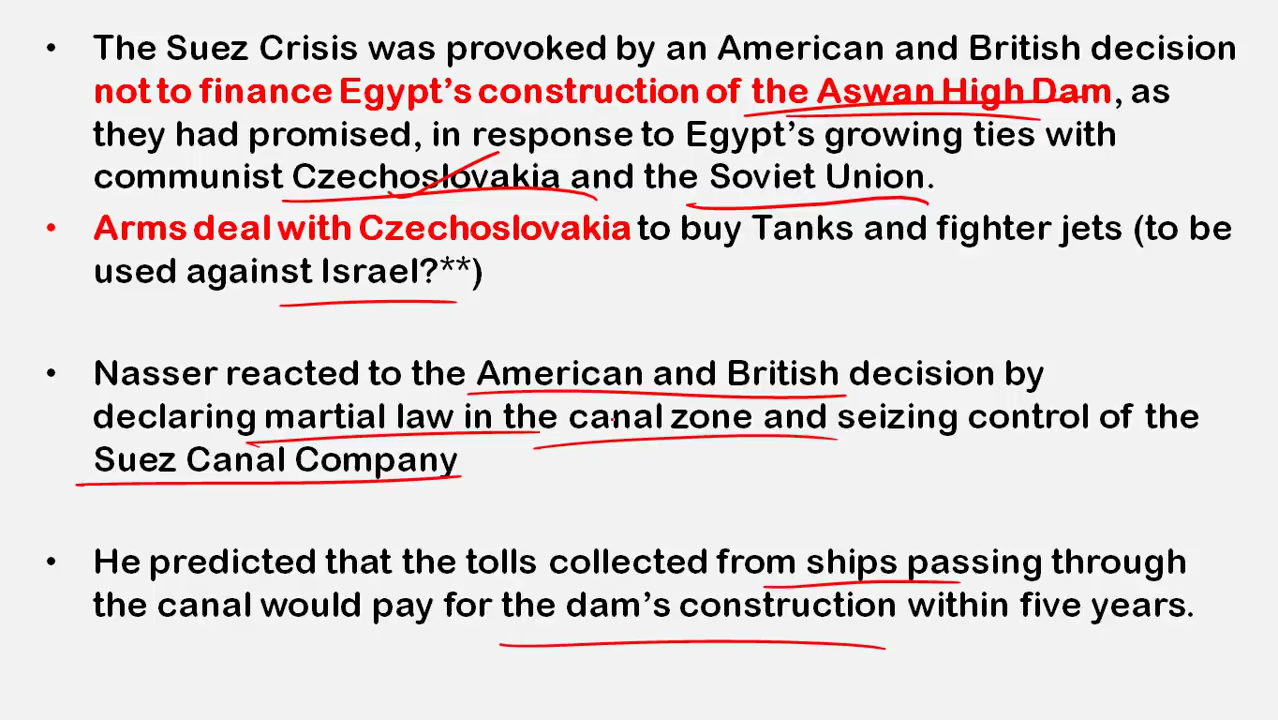 • The Suez Crisis was provoked by an American and British decision
not to finance Egypt's construction of the Aswan High Dam, as
they had promised, in response to Egypt's growing ties with
communist Czechoslovakia and the Soviet Union.
• Arms deal with Czechoslovakia to buy Tanks and fighter jets (to be
used against Israel?**)
• Nasser reacted to the American and British decision by
declaring martial law in the canal zone and seizing control of the
Suez Canal Company
• He predicted that the tolls collected from ships passing through
the canal would pay for the dam's construction within five years.